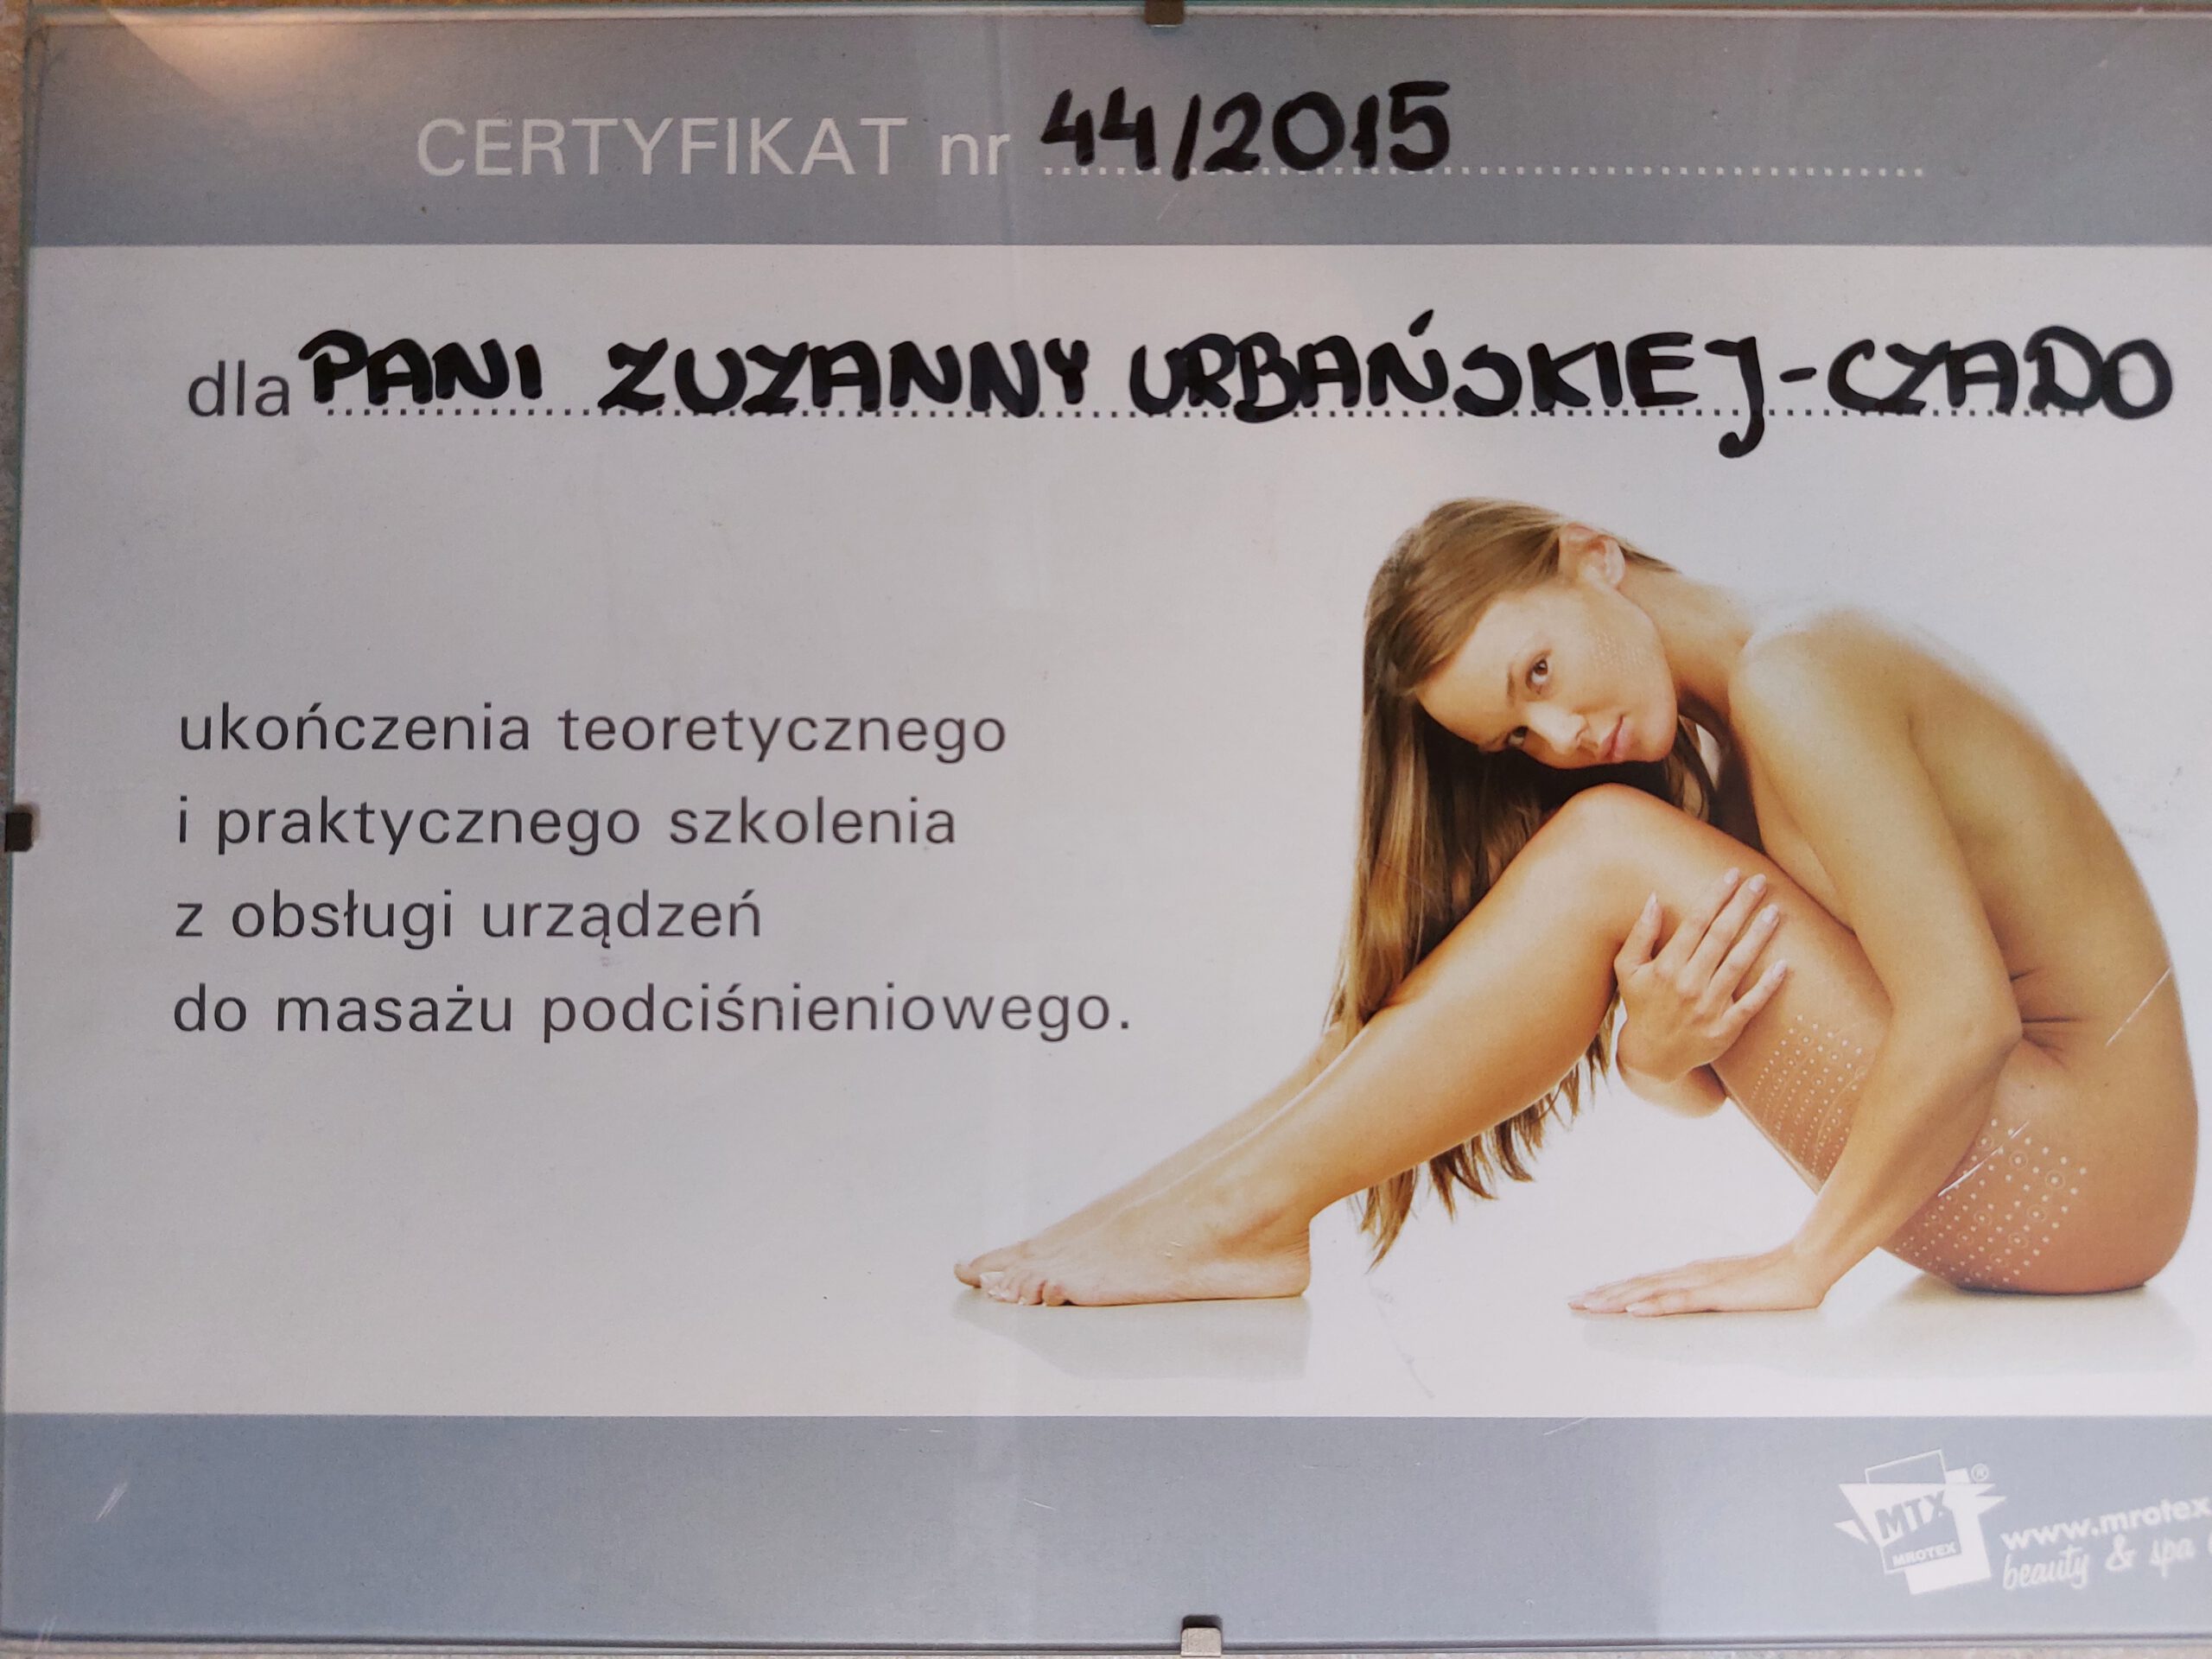 CERTYFIKAT nr 44/2015
dla PANI ZUZANNY URBAŃSKIEJ-CZADO
ukończenia teoretycznego
i praktycznego szkolenia
z obsługi urządzeń
do masażu podciśnieniowego.
MTX ®
MROTEX
www.mrotex
beauty & spa